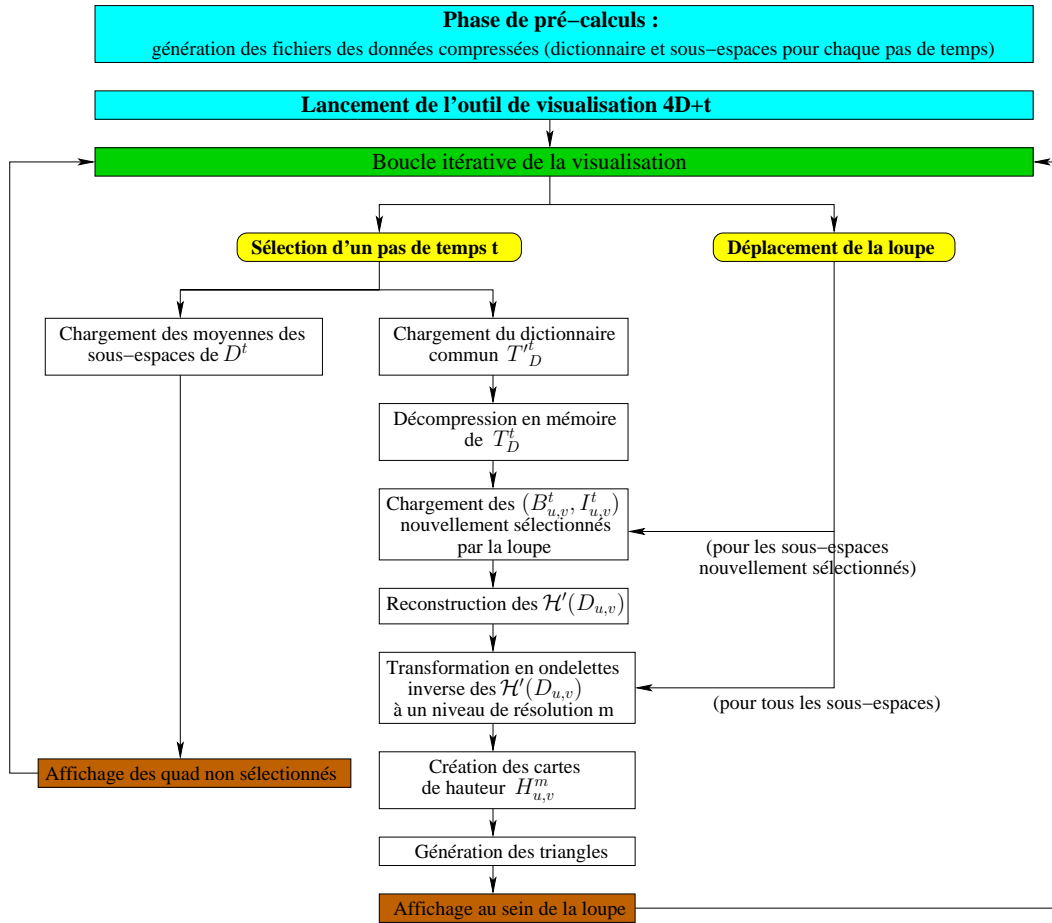 Phase de pré−calculs :
génération des fichiers des données compressées (dictionnaire et sous−espaces pour chaque pas de temps)
Lancement de l'outil de visualisation 4D+t
Boucle itérative de la visualisation
Sélection d'un pas de temps t
Déplacement de la loupe
Chargement des moyennes des
sous−espaces de $D^t$
Chargement du dictionnaire
commun $T'^t_D$
Décompression en mémoire
de $T^t_D$
Chargement des $(B^t_{u,v}, I^t_{u,v})$
nouvellement sélectionnés
par la loupe
(pour les sous−espaces
nouvellement sélectionnés)
Reconstruction des $\mathcal{H}'(D_{u,v})$
Transformation en ondelettes
inverse des $\mathcal{H}'(D_{u,v})$
à un niveau de résolution m
(pour tous les sous−espaces)
Affichage des quad non sélectionnés
Création des cartes
de hauteur $H^m_{u,v}$
Génération des triangles
Affichage au sein de la loupe